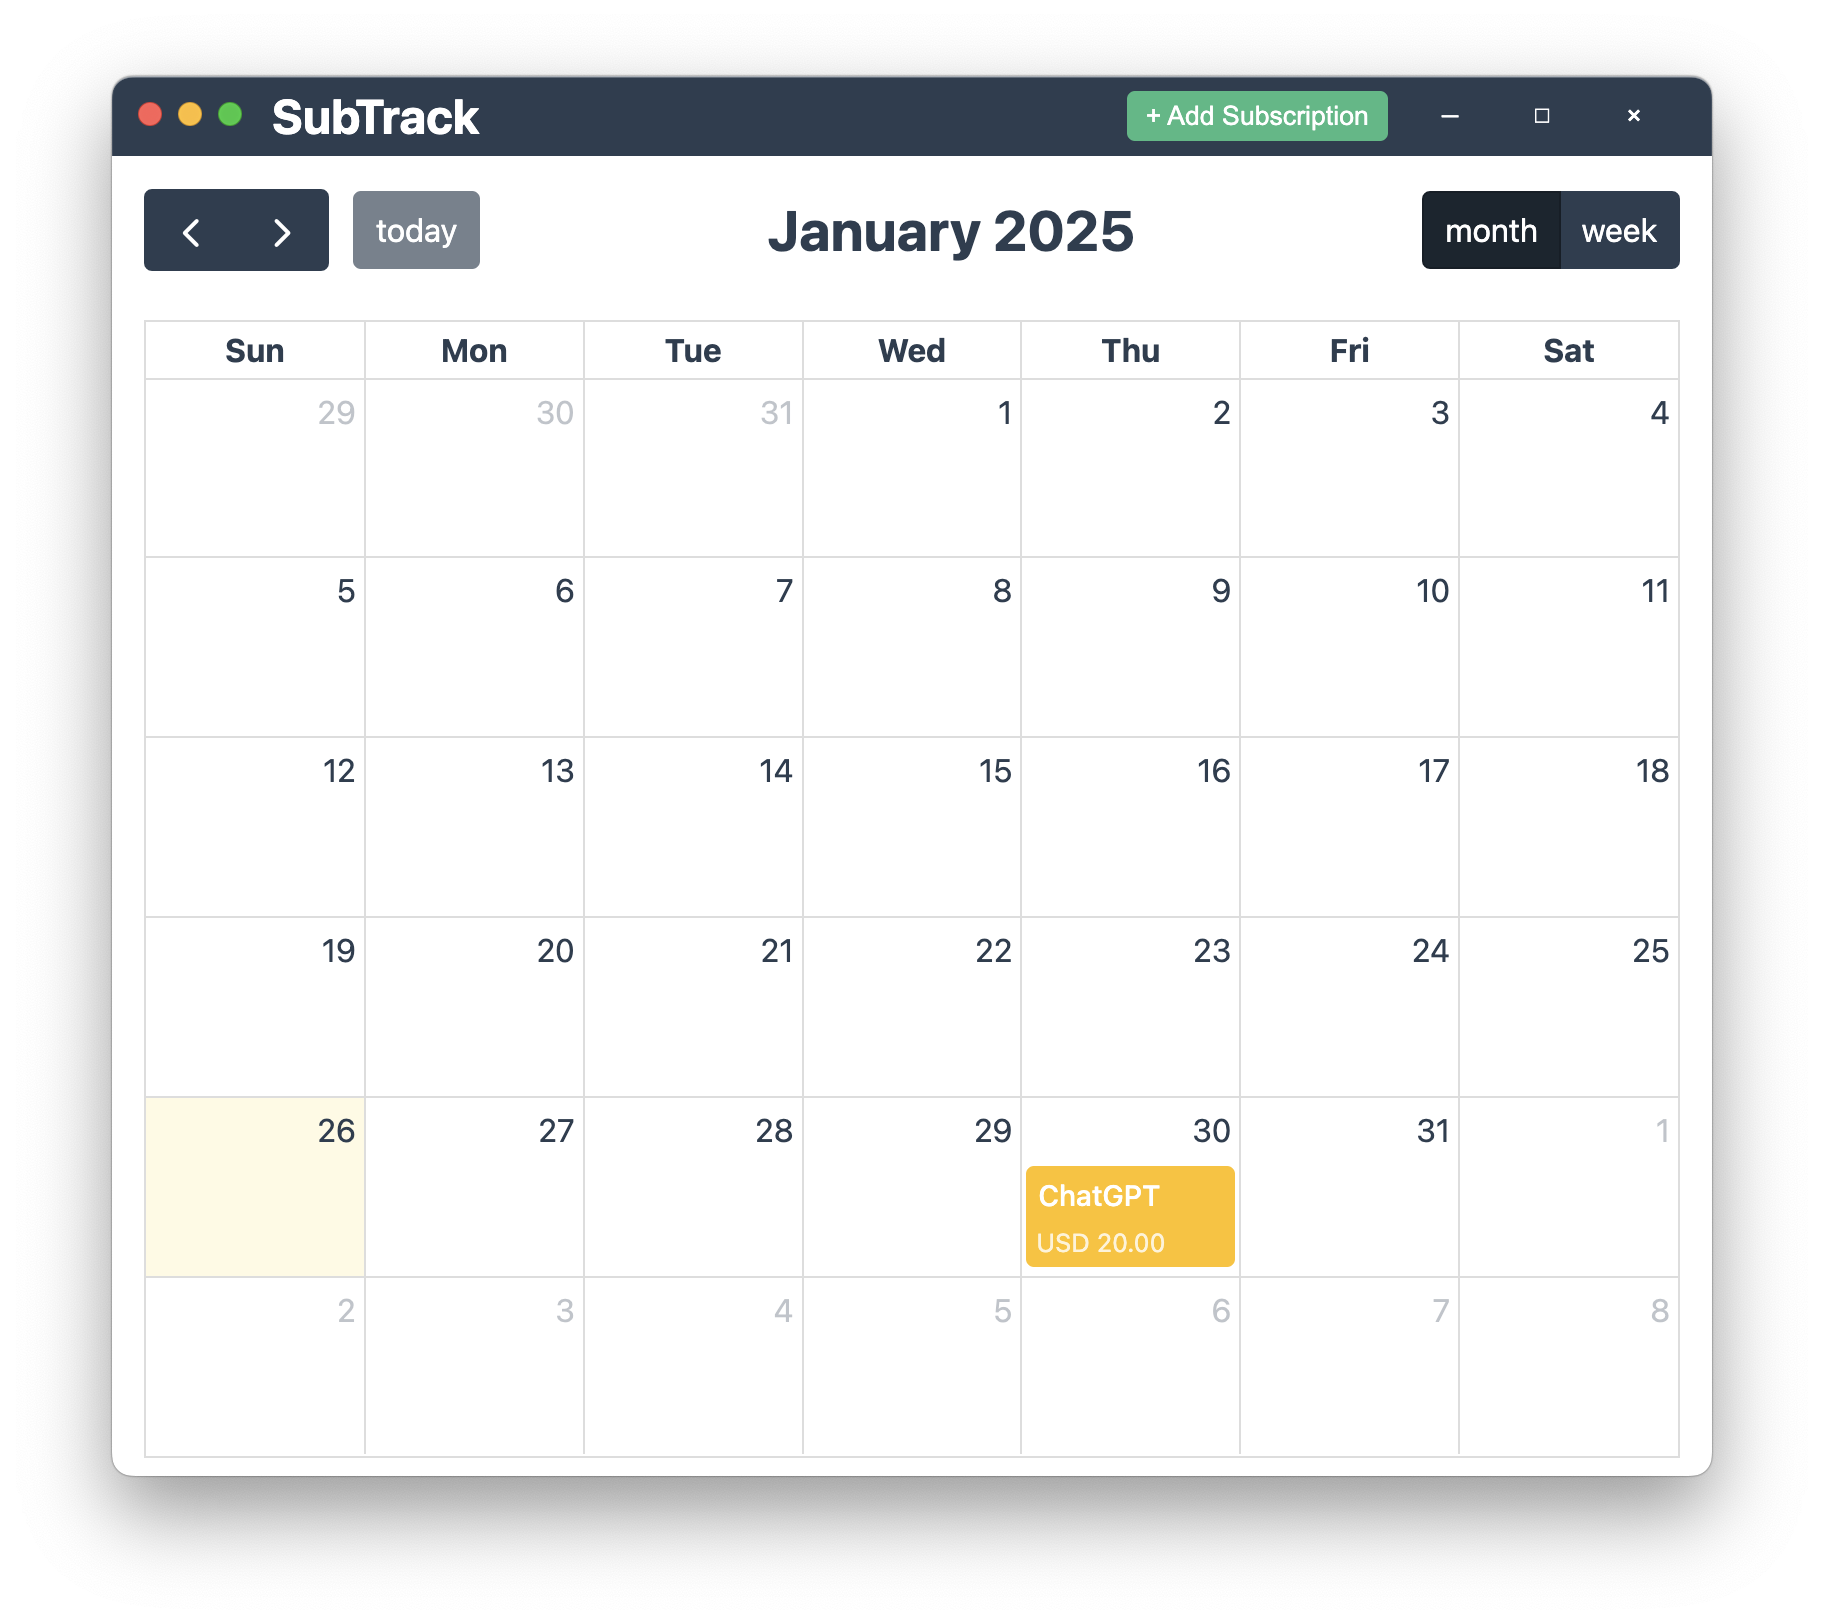 SubTrack
+ Add Subscription
today
January 2025
month
week
Sun Mon Tue Wed Thu Fri Sat
29 30 31 1 2 3 4
5 6 7 8 9 10 11
12 13 14 15 16 17 18
19 20 21 22 23 24 25
26 27 28 29 30 31 1
ChatGPT
USD 20.00
2 3 4 5 6 7 8